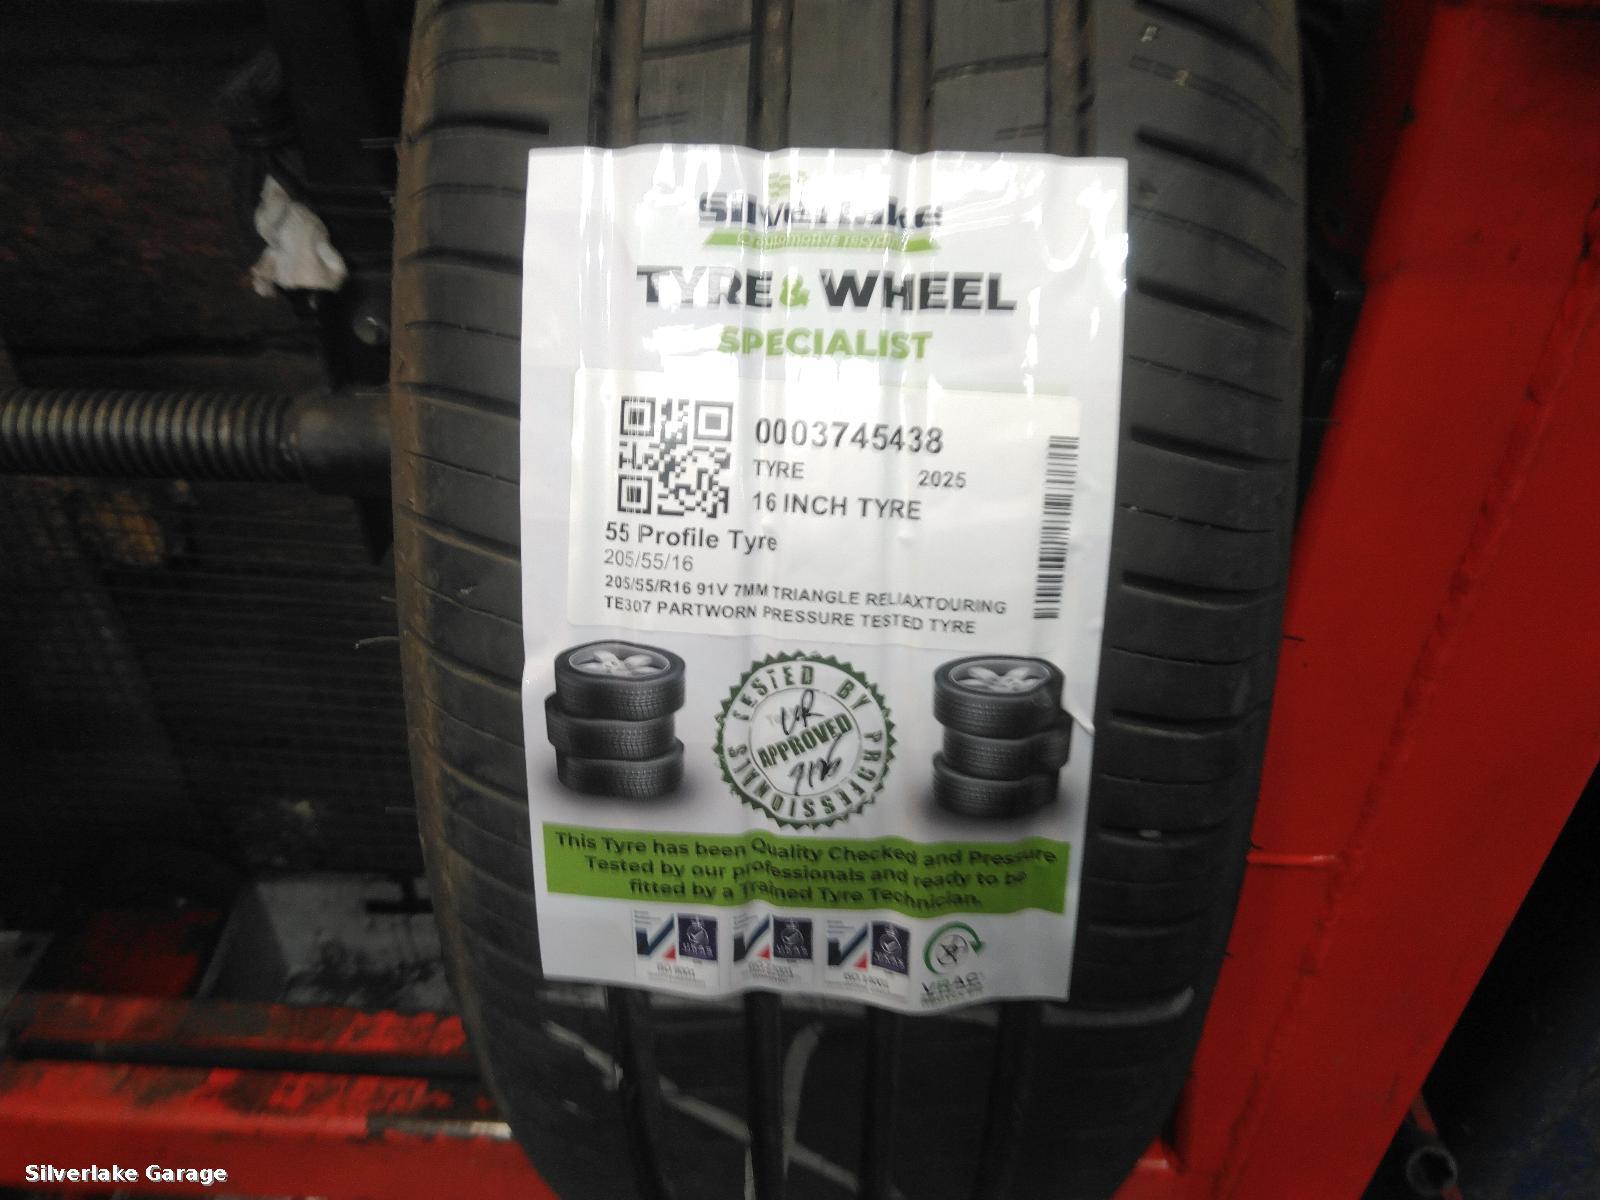 Silverlake
automotive recycling
TYRE & WHEEL
SPECIALIST
0003745438
TYRE 2025
16 INCH TYRE
55 Profile Tyre
205/55/16
205/55/R16 91V 7MM TRIANGLE RELIAXTOURING
TE307 PARTWORN PRESSURE TESTED TYRE
TESTED BY PROFESSIONALS
APPROVED
This Tyre has been Quality Checked and Pressure
Tested by our professionals and ready to be
fitted by a Trained Tyre Technician.
Silverlake Garage